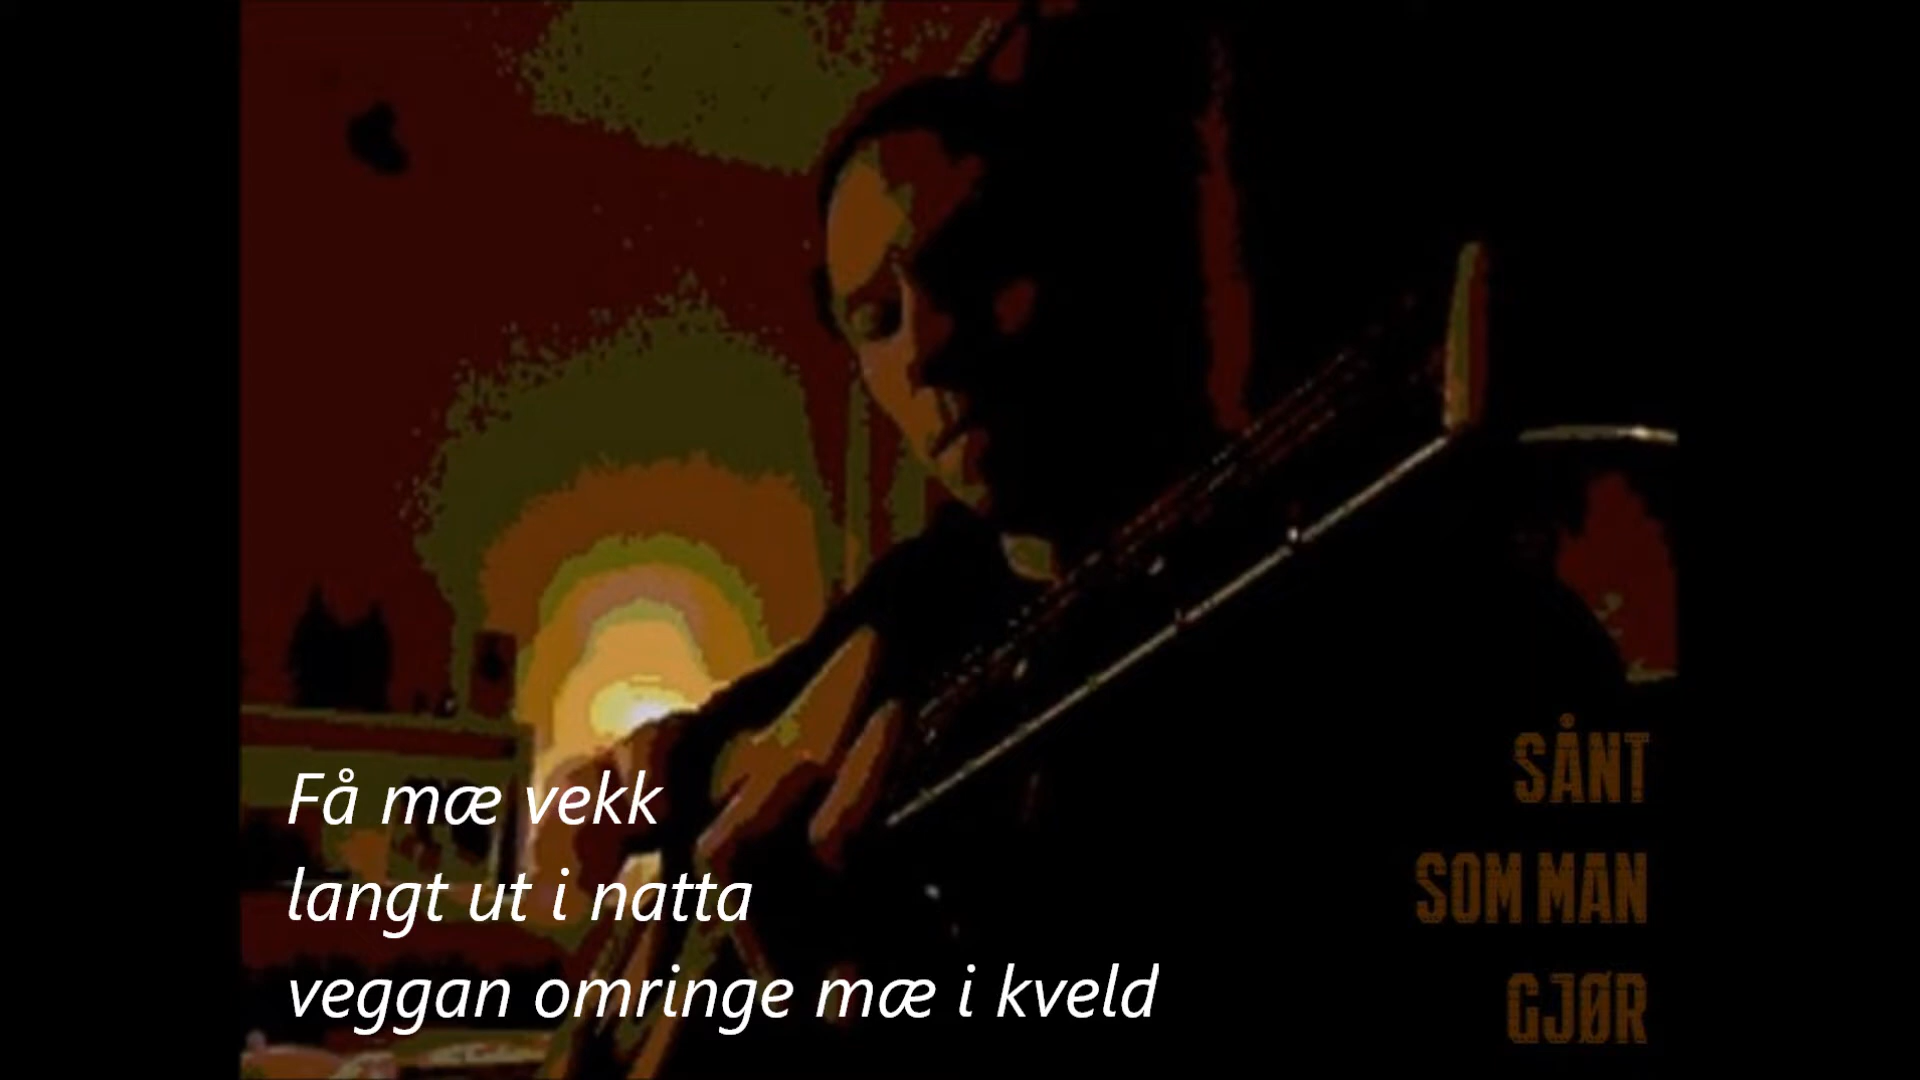 Få mæ vekk
langt ut i natta
veggan omringe mæ i kveld
SÅNT
SOM MAN
GJØR